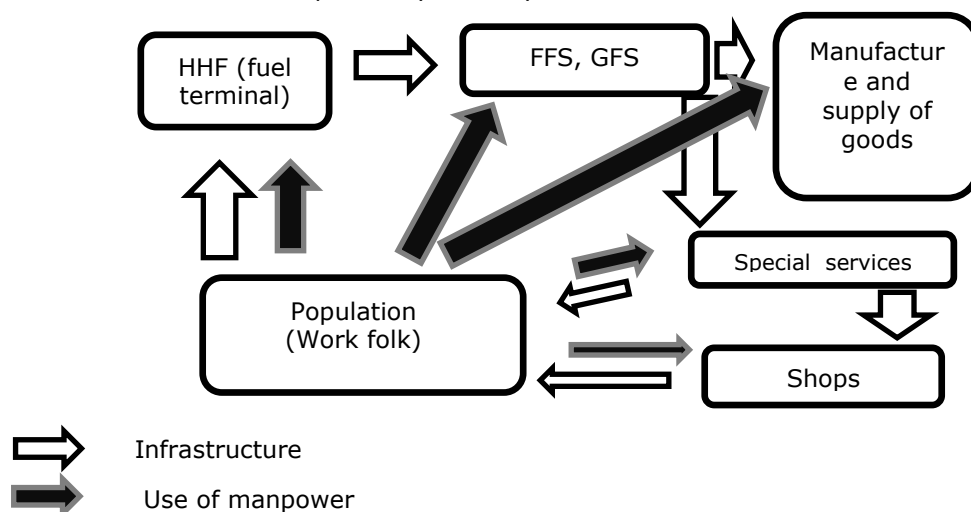 HHF (fuel
terminal)
FFS, GFS
Manufactur
e and
supply of
goods
Special services
Population
(Work folk)
Shops
Infrastructure
Use of manpower